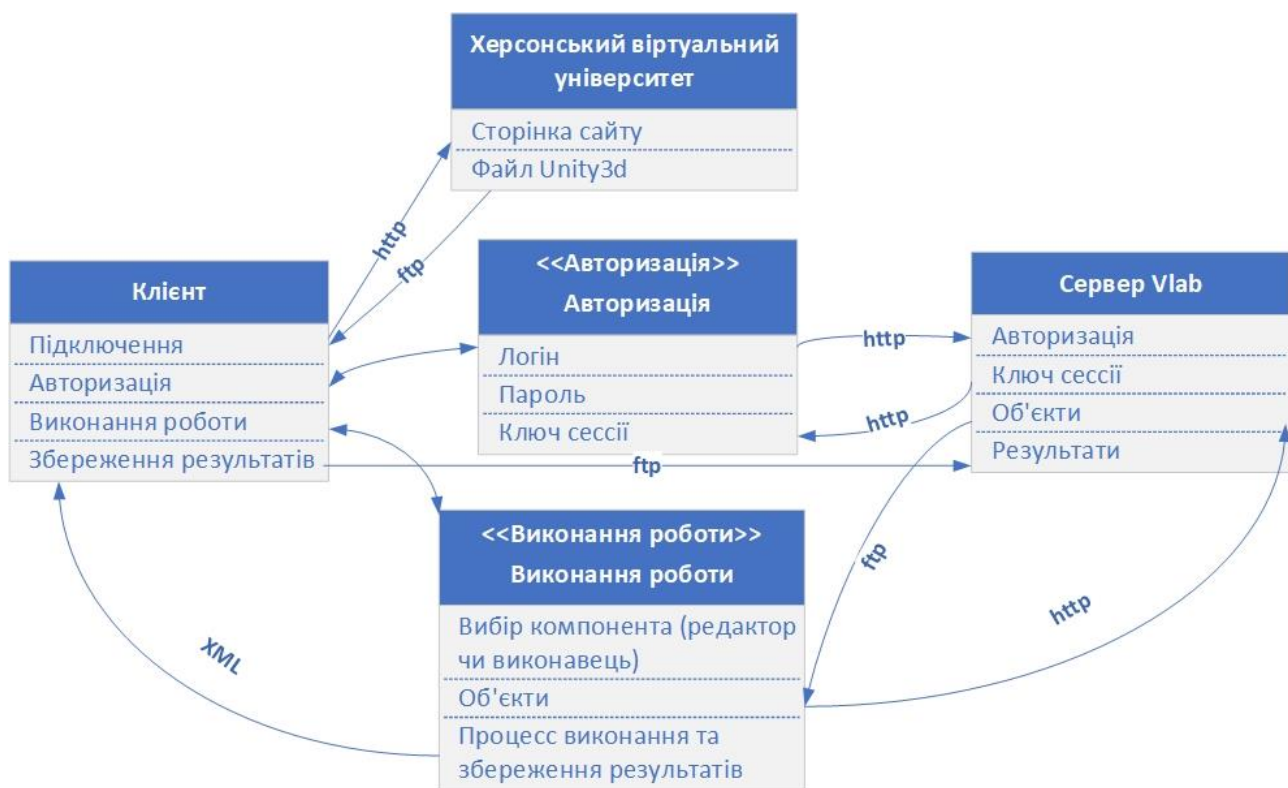 Херсонський віртуальний
університет
Сторінка сайту
Файл Unity3d
http
ftp
Клієнт
Підключення
Авторизація
Виконання роботи
Збереження результатів
<<Авторизація>>
Авторизація
Логін
Пароль
Ключ сессії
http
http
Сервер Vlab
Авторизація
Ключ сессії
Об'єкти
Результати
ftp
<<Виконання роботи>>
Виконання роботи
Вибір компонента (редактор
чи виконавець)
Об'єкти
Процесс виконання та
збереження результатів
ftp
http
XML